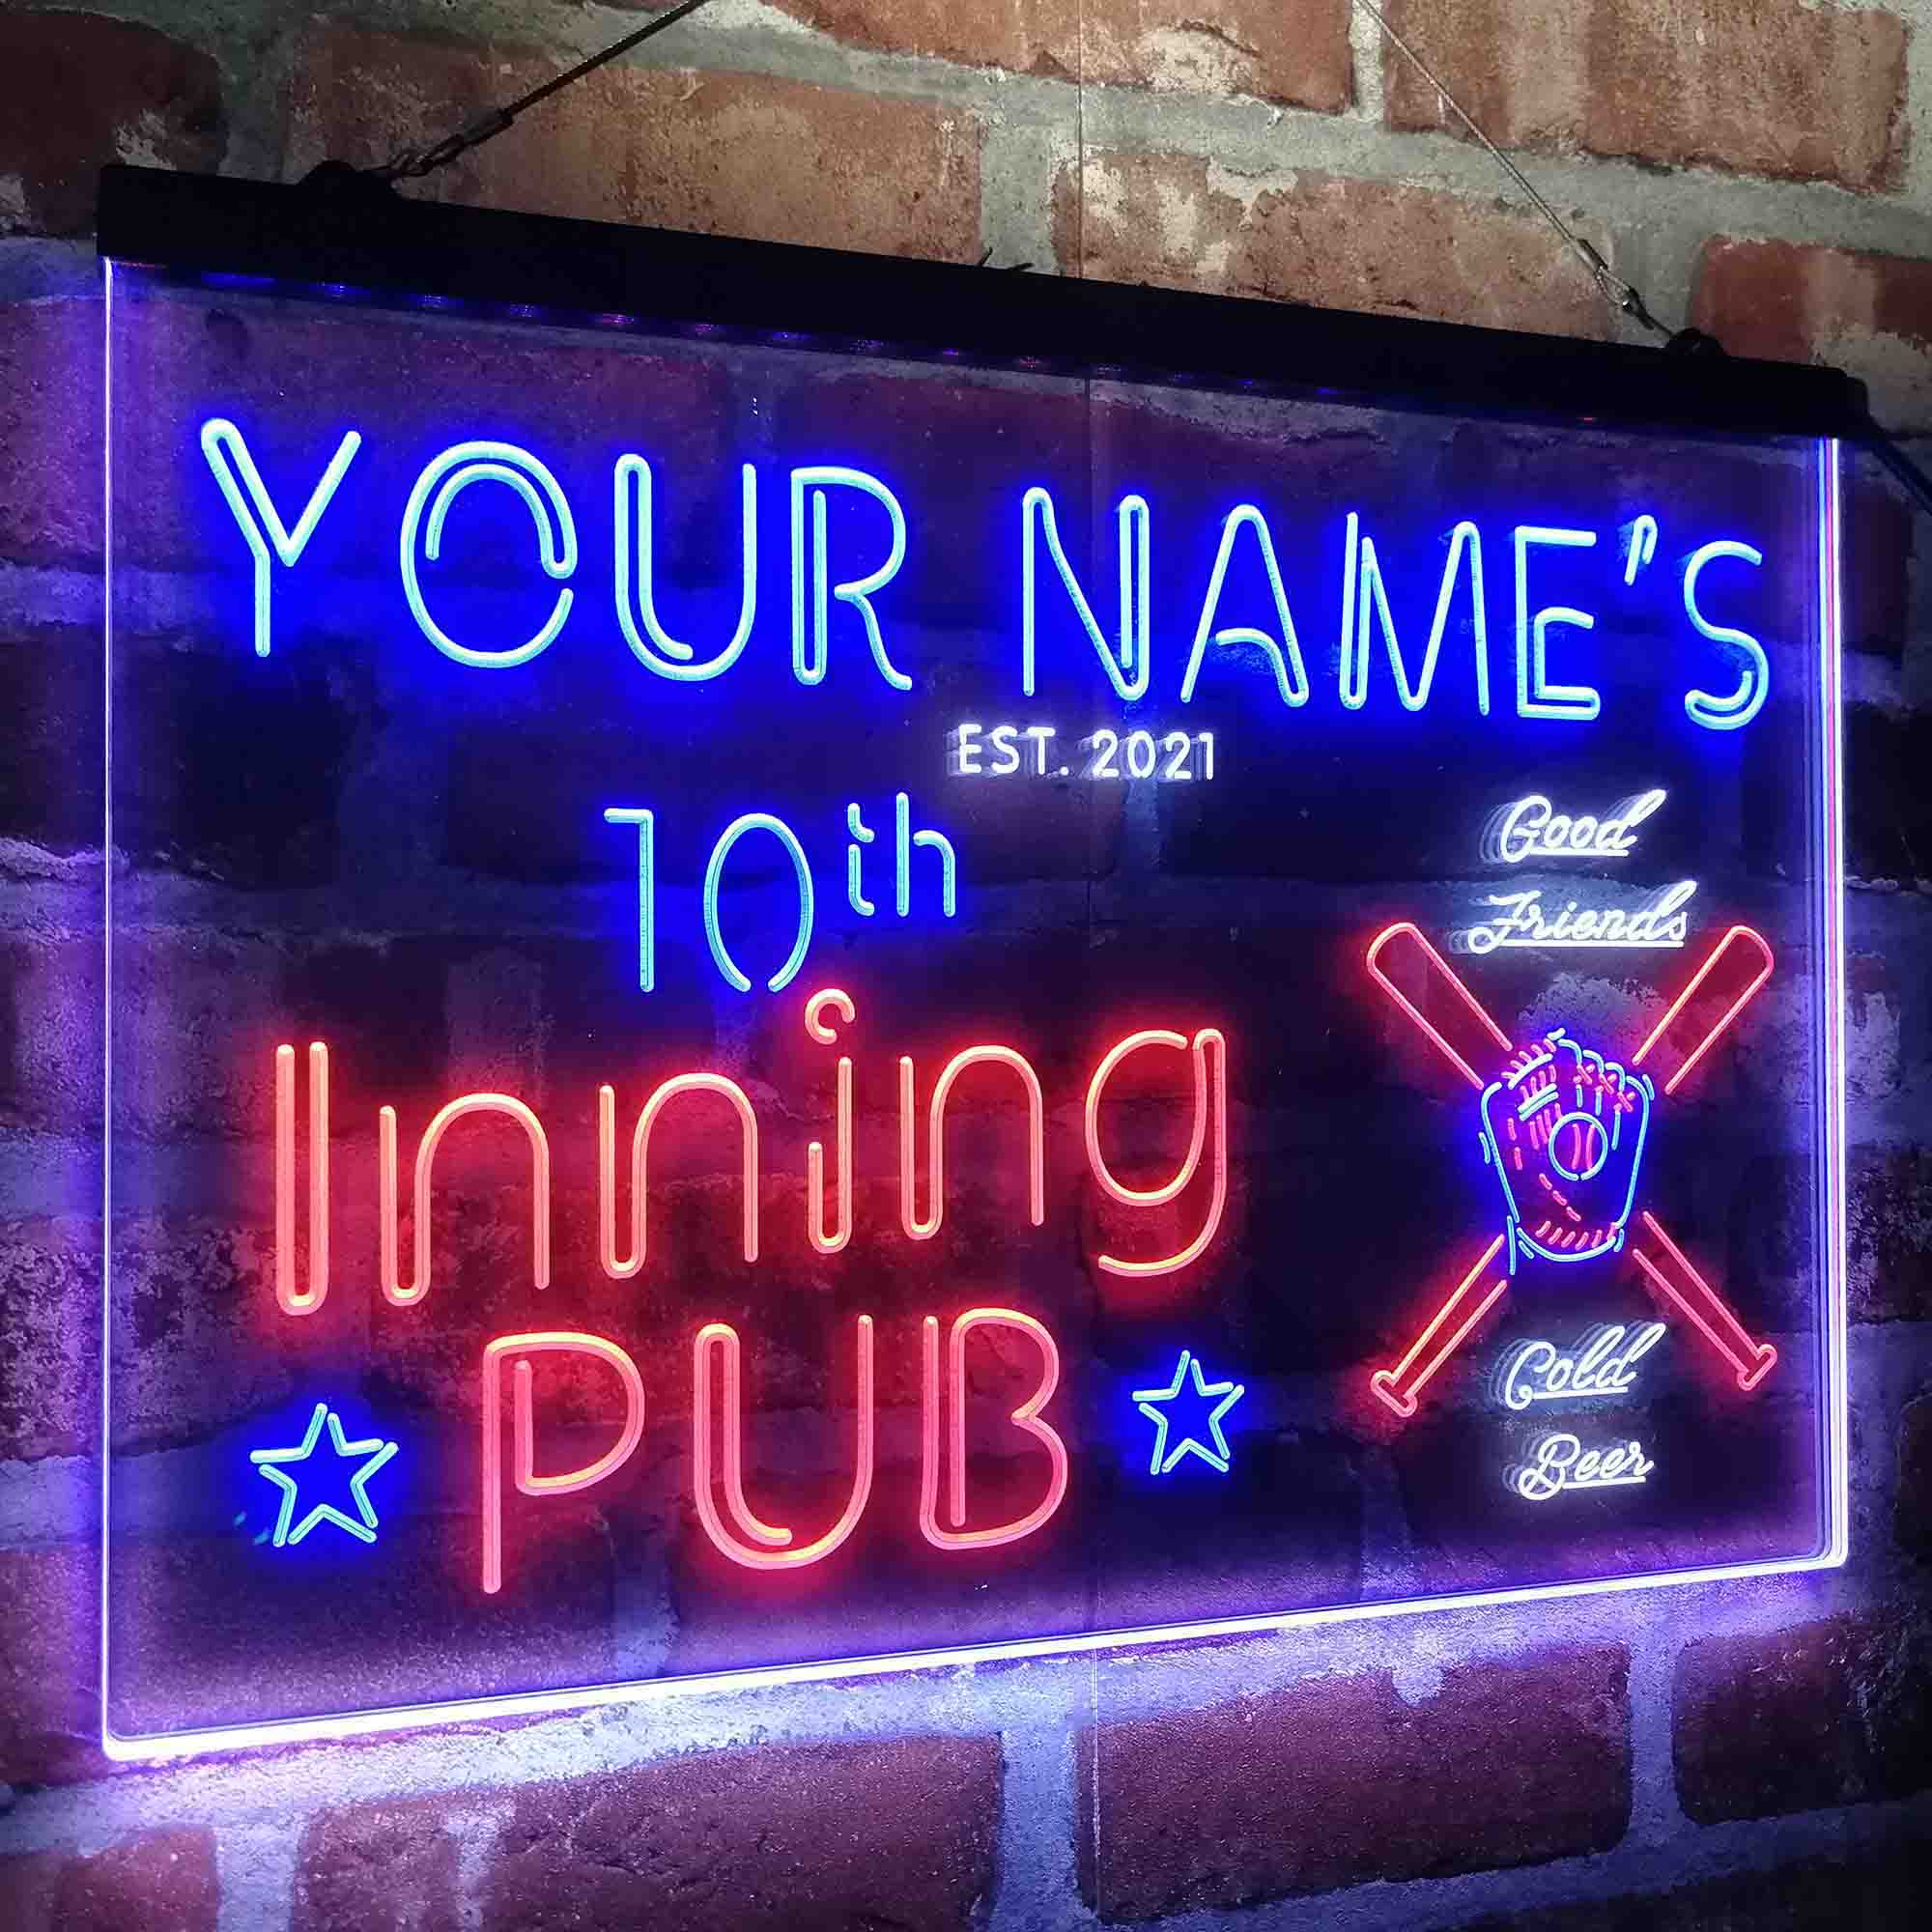 YOUR NAME'S
EST. 2021
10th
Inning
PUB
Good
Friends
Cold
Beer